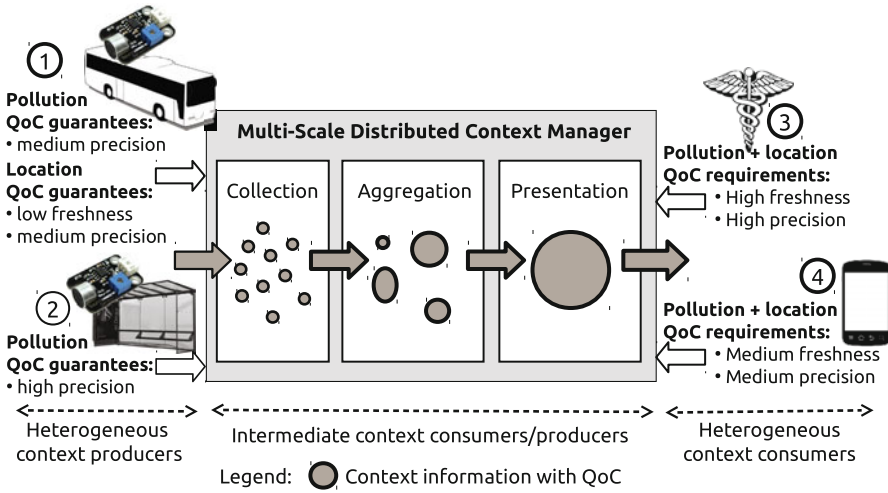 1
Pollution
QoC guarantees:
• medium precision
Location
QoC guarantees:
• low freshness
• medium precision
2
Pollution
QoC guarantees:
• high precision
Multi-Scale Distributed Context Manager
Collection
Aggregation
Presentation
3
Pollution + location
QoC requirements:
• High freshness
• High precision
4
Pollution + location
QoC requirements:
• Medium freshness
• Medium precision
Heterogeneous
context producers
Intermediate context consumers/producers
Heterogeneous
context consumers
Legend: Context information with QoC